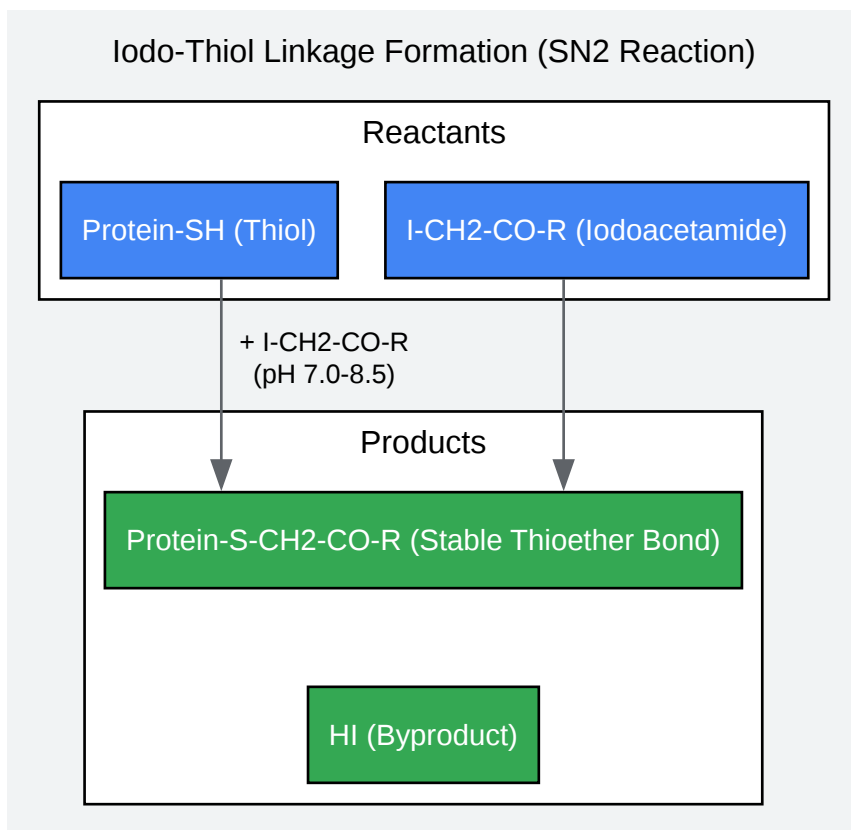 Iodo-Thiol Linkage Formation (SN2 Reaction)
Reactants
Protein-SH (Thiol)
I-CH2-CO-R (Iodoacetamide)
+ I-CH2-CO-R
(pH 7.0-8.5)
Products
Protein-S-CH2-CO-R (Stable Thioether Bond)
HI (Byproduct)